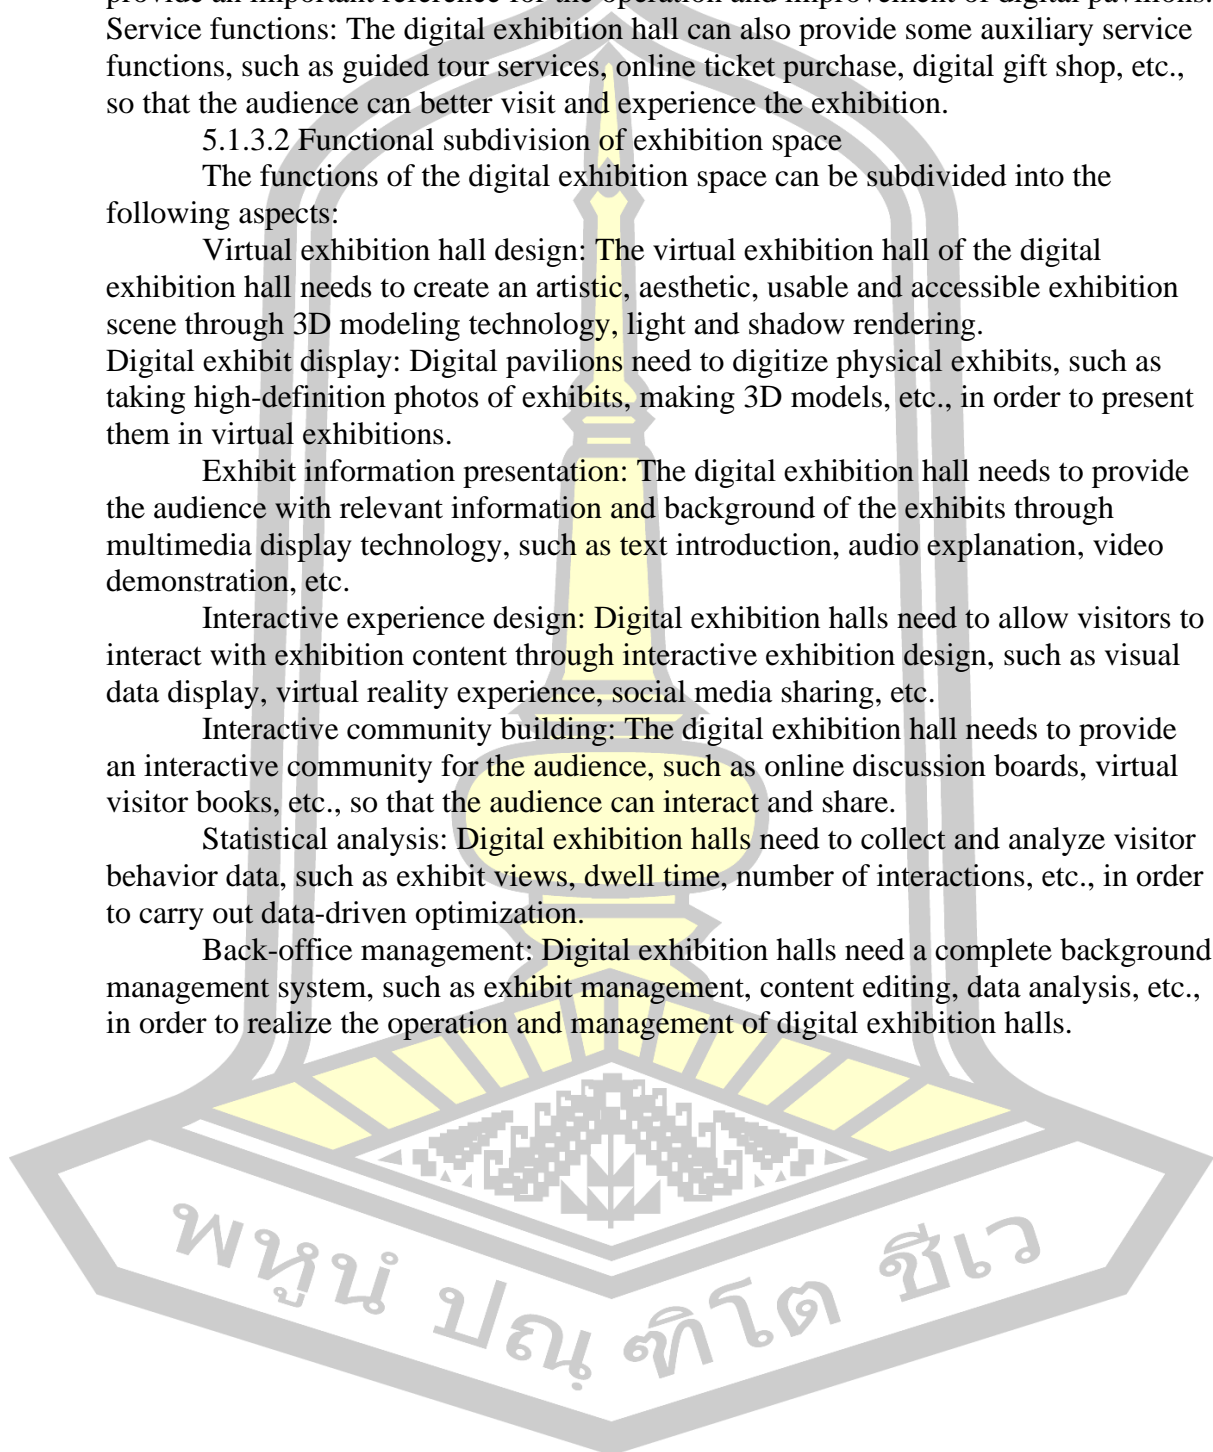 provide an important reference for the operation and improvement of digital pavilions.
Service functions: The digital exhibition hall can also provide some auxiliary service
functions, such as guided tour services, online ticket purchase, digital gift shop, etc.,
so that the audience can better visit and experience the exhibition.
5.1.3.2 Functional subdivision of exhibition space
The functions of the digital exhibition space can be subdivided into the
following aspects:
Virtual exhibition hall design: The virtual exhibition hall of the digital
exhibition hall needs to create an artistic, aesthetic, usable and accessible exhibition
scene through 3D modeling technology, light and shadow rendering.
Digital exhibit display: Digital pavilions need to digitize physical exhibits, such as
taking high-definition photos of exhibits, making 3D models, etc., in order to present
them in virtual exhibitions.
Exhibit information presentation: The digital exhibition hall needs to provide
the audience with relevant information and background of the exhibits through
multimedia display technology, such as text introduction, audio explanation, video
demonstration, etc.
Interactive experience design: Digital exhibition halls need to allow visitors to
interact with exhibition content through interactive exhibition design, such as visual
data display, virtual reality experience, social media sharing, etc.
Interactive community building: The digital exhibition hall needs to provide
an interactive community for the audience, such as online discussion boards, virtual
visitor books, etc., so that the audience can interact and share.
Statistical analysis: Digital exhibition halls need to collect and analyze visitor
behavior data, such as exhibit views, dwell time, number of interactions, etc., in order
to carry out data-driven optimization.
Back-office management: Digital exhibition halls need a complete background
management system, such as exhibit management, content editing, data analysis, etc.,
in order to realize the operation and management of digital exhibition halls.
พหูนํ ปณฺฑิโต ชีเว